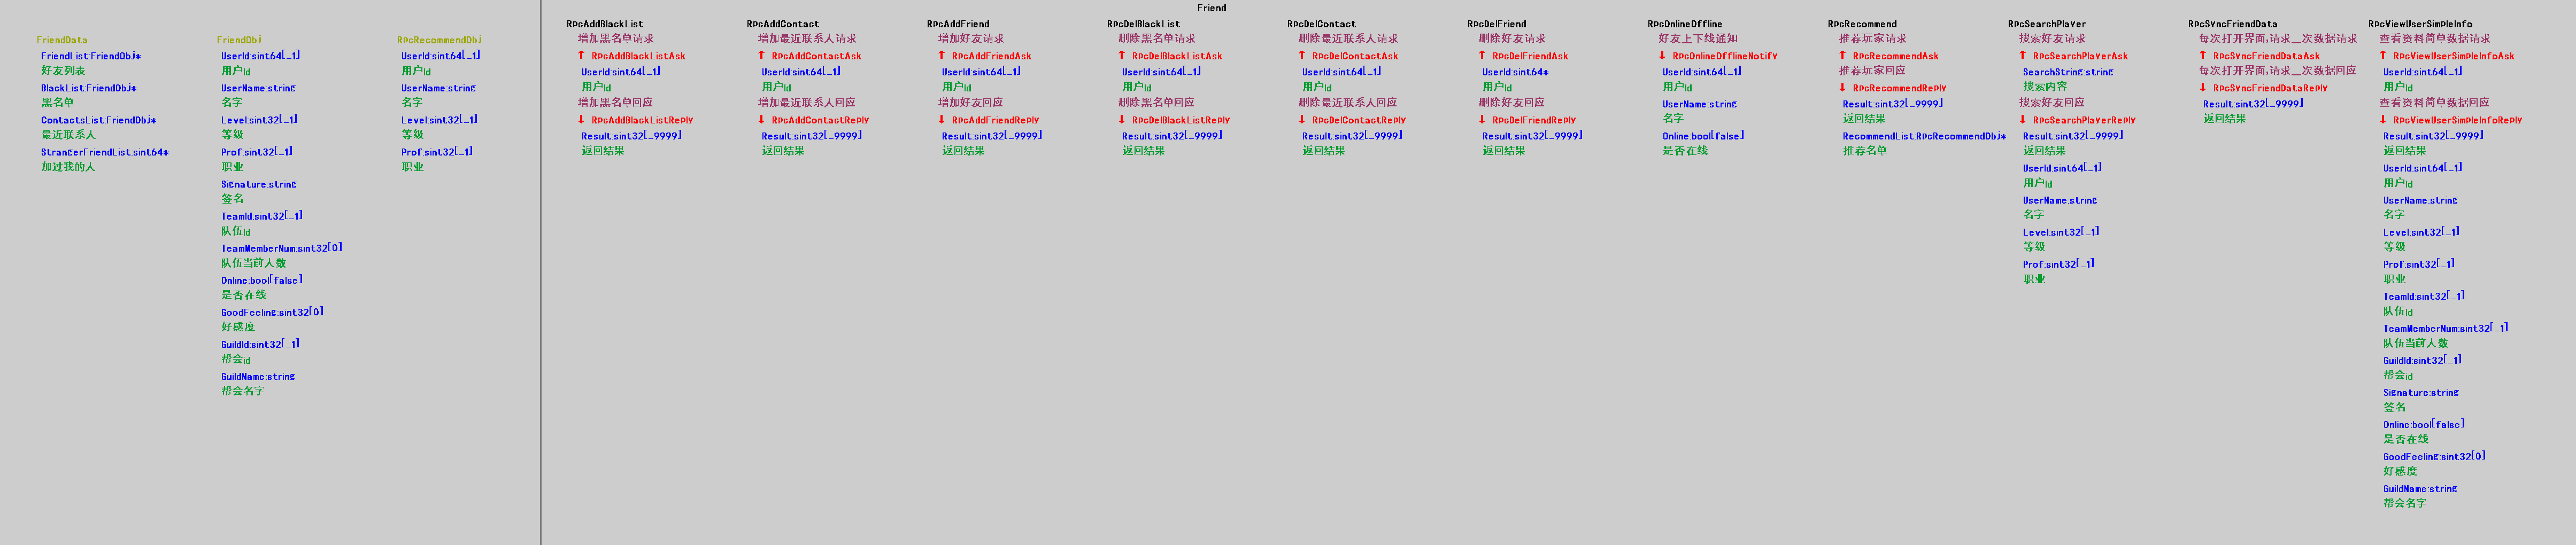 Friend
FriendData
FriendList:FriendObj*
好友列表
BlackList:FriendObj*
黑名单
ContactsList:FriendObj*
最近联系人
StrangerFriendList:sint64*
加过我的人
FriendObj
UserId:sint64[_1]
用户Id
UserName:string
名字
Level:sint32[_1]
等级
Prof:sint32[_1]
职业
Signature:string
签名
TeamId:sint32[_1]
队伍Id
TeamMemberNum:sint32[0]
队伍当前人数
Online:bool[false]
是否在线
GoodFeeling:sint32[0]
好感度
GuildId:sint32[_1]
帮会id
GuildName:string
帮会名字
RpcRecommendObj
UserId:sint64[_1]
用户Id
UserName:string
名字
Level:sint32[_1]
等级
Prof:sint32[_1]
职业
RpcAddBlackList
增加黑名单请求
↑ RpcAddBlackListAsk
UserId:sint64[_1]
用户Id
增加黑名单回应
↓ RpcAddBlackListReply
Result:sint32[_9999]
返回结果
RpcAddContact
增加最近联系人请求
↑ RpcAddContactAsk
UserId:sint64[_1]
用户Id
增加最近联系人回应
↓ RpcAddContactReply
Result:sint32[_9999]
返回结果
RpcAddFriend
增加好友请求
↑ RpcAddFriendAsk
UserId:sint64[_1]
用户Id
增加好友回应
↓ RpcAddFriendReply
Result:sint32[_9999]
返回结果
RpcDelBlackList
删除黑名单请求
↑ RpcDelBlackListAsk
UserId:sint64[_1]
用户Id
删除黑名单回应
↓ RpcDelBlackListReply
Result:sint32[_9999]
返回结果
RpcDelContact
删除最近联系人请求
↑ RpcDelContactAsk
UserId:sint64[_1]
用户Id
删除最近联系人回应
↓ RpcDelContactReply
Result:sint32[_9999]
返回结果
RpcDelFriend
删除好友请求
↑ RpcDelFriendAsk
UserId:sint64*
用户Id
删除好友回应
↓ RpcDelFriendReply
Result:sint32[_9999]
返回结果
RpcOnlineOffline
好友上下线通知
↓ RpcOnlineOfflineNotify
UserId:sint64[_1]
用户Id
UserName:string
名字
Online:bool[false]
是否在线
RpcRecommend
推荐玩家请求
↑ RpcRecommendAsk
推荐玩家回应
↓ RpcRecommendReply
Result:sint32[_9999]
返回结果
RecommendList:RpcRecommendObj*
推荐名单
RpcSearchPlayer
搜索好友请求
↑ RpcSearchPlayerAsk
SearchString:string
搜索内容
搜索好友回应
↓ RpcSearchPlayerReply
Result:sint32[_9999]
返回结果
UserId:sint64[_1]
用户Id
UserName:string
名字
Level:sint32[_1]
等级
Prof:sint32[_1]
职业
RpcSyncFriendData
每次打开界面,请求__次数据请求
↑ RpcSyncFriendDataAsk
每次打开界面,请求__次数据回应
↓ RpcSyncFriendDataReply
Result:sint32[_9999]
返回结果
RpcViewUserSimpleInfo
查看资料简单数据请求
↑ RpcViewUserSimpleInfoAsk
UserId:sint64[_1]
用户Id
查看资料简单数据回应
↓ RpcViewUserSimpleInfoReply
Result:sint32[_9999]
返回结果
UserId:sint64[_1]
用户Id
UserName:string
名字
Level:sint32[_1]
等级
Prof:sint32[_1]
职业
TeamId:sint32[_1]
队伍Id
TeamMemberNum:sint32[_1]
队伍当前人数
GuildId:sint32[_1]
帮会id
Signature:string
签名
Online:bool[false]
是否在线
GoodFeeling:sint32[0]
好感度
GuildName:string
帮会名字